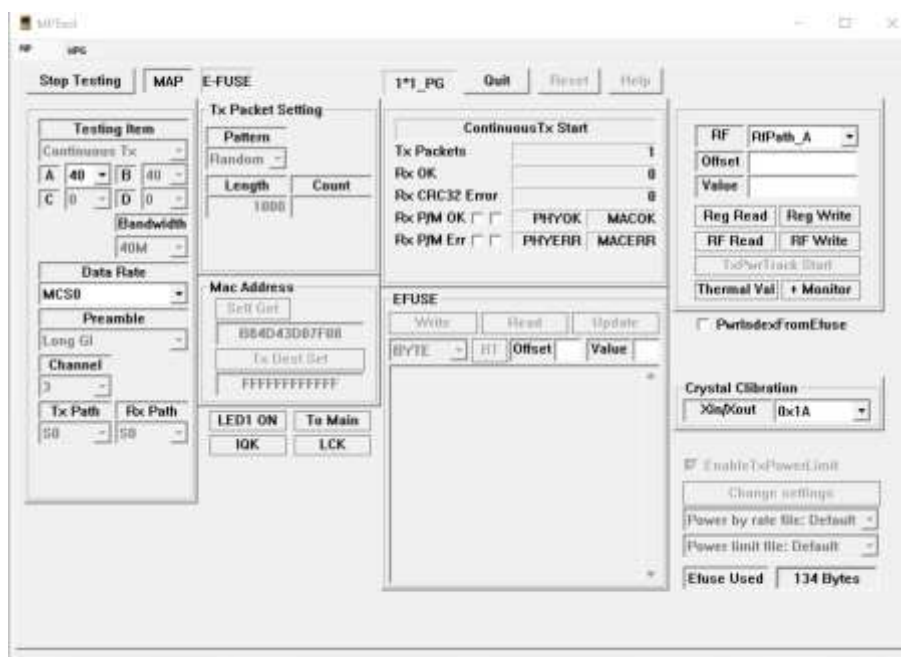 MPTool
Stop Testing MAP E-FUSE 1*1_PG Quit Reset Help
Testing Item
Continuous Tx
A 40 B 40
C 0 D 0
Bandwidth
40M
Data Rate
MCS0
Preamble
Long GI
Channel
3
Tx Path Rx Path
S0 S0
Tx Packet Setting
Pattern
Random
Length Count
1000
Mac Address
Self Get
Tx Dest Set
FFFFFFFFFFFF
LED1 ON To Main
IQK LCK
ContinuousTx Start
Tx Packets 1
Rx OK 0
Rx CRC32 Error 0
Rx P/M OK PHYOK MACOK
Rx P/M Err PHYERR MACERR
EFUSE
Write Read Update
BYTE BT Offset Value
RF RfPath_A
Offset
Value
Reg Read Reg Write
RF Read RF Write
TxPwrTrack Start
Thermal Val + Monitor
PwrIndexFromEfuse
Crystal Clibration
Xin/Xout 0x1A
EnableTxPowerLimit
Change settings
Power by rate file: Default
Power limit file: Default
Efuse Used 134 Bytes